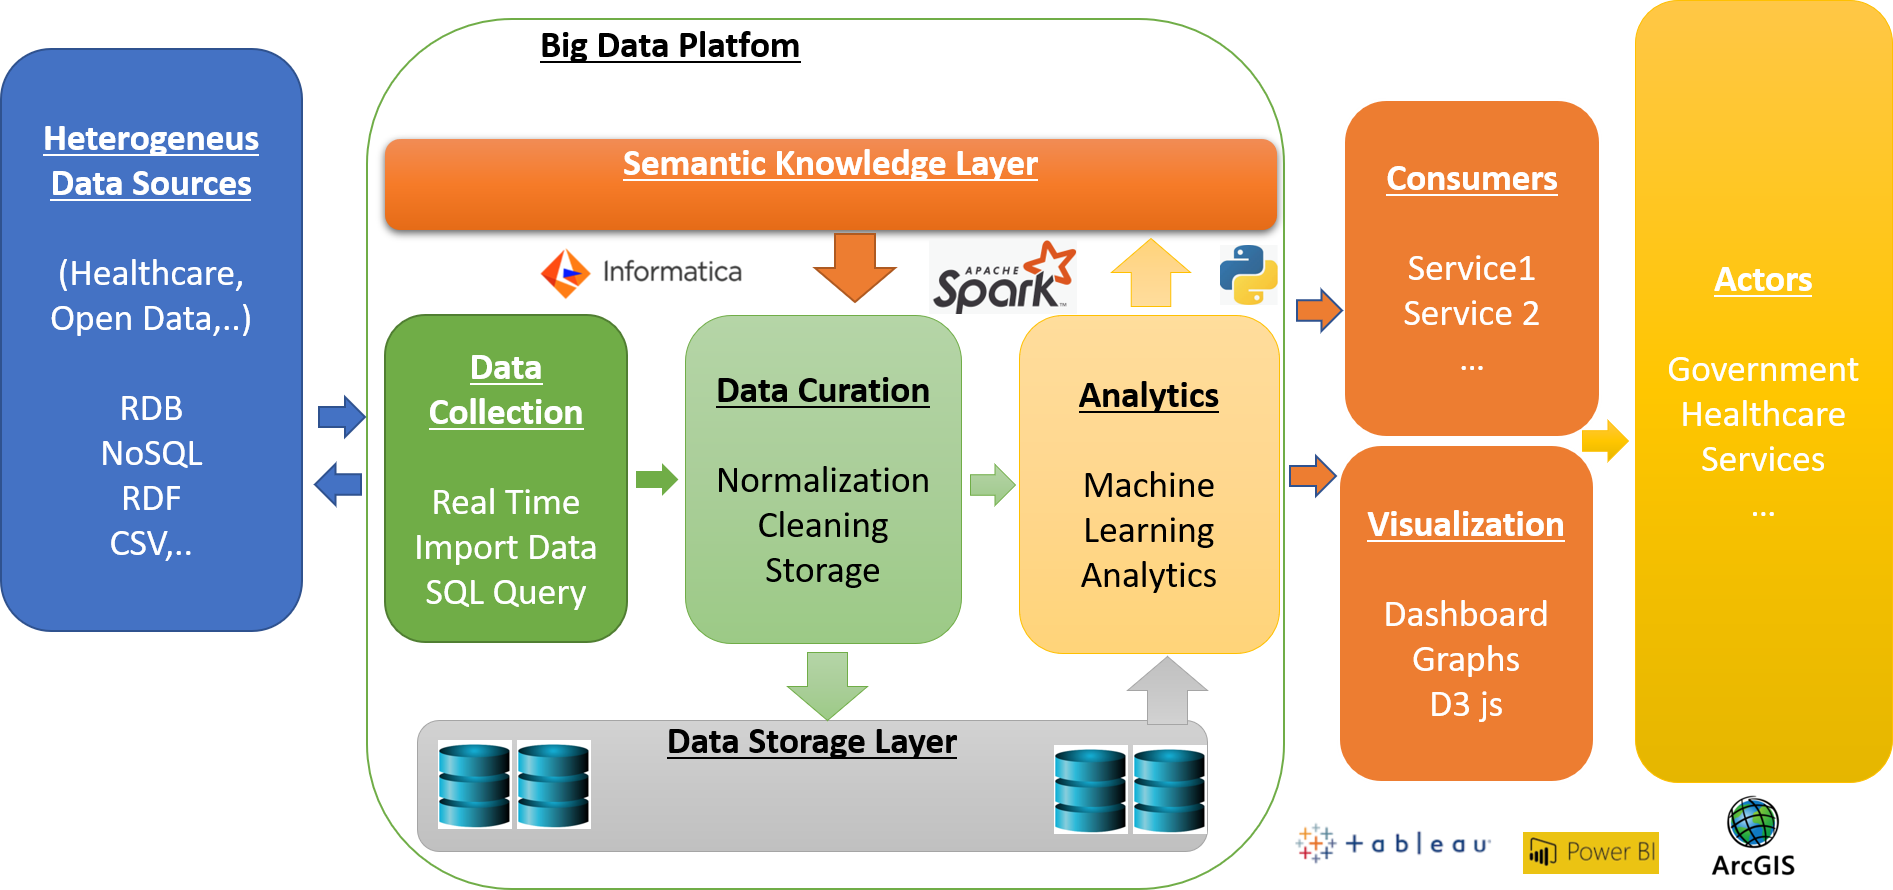 Big Data Platfom
Heterogeneus
Data Sources
(Healthcare,
Open Data,..)
RDB
NoSQL
RDF
CSV,..
Semantic Knowledge Layer
Informatica
APACHE
Spark™
Data
Collection
Real Time
Import Data
SQL Query
Data Curation
Normalization
Cleaning
Storage
Analytics
Machine
Learning
Analytics
Data Storage Layer
Consumers
Service1
Service 2
...
Visualization
Dashboard
Graphs
D3 js
Actors
Government
Healthcare
Services
...
+ableau
Power BI
ArcGIS